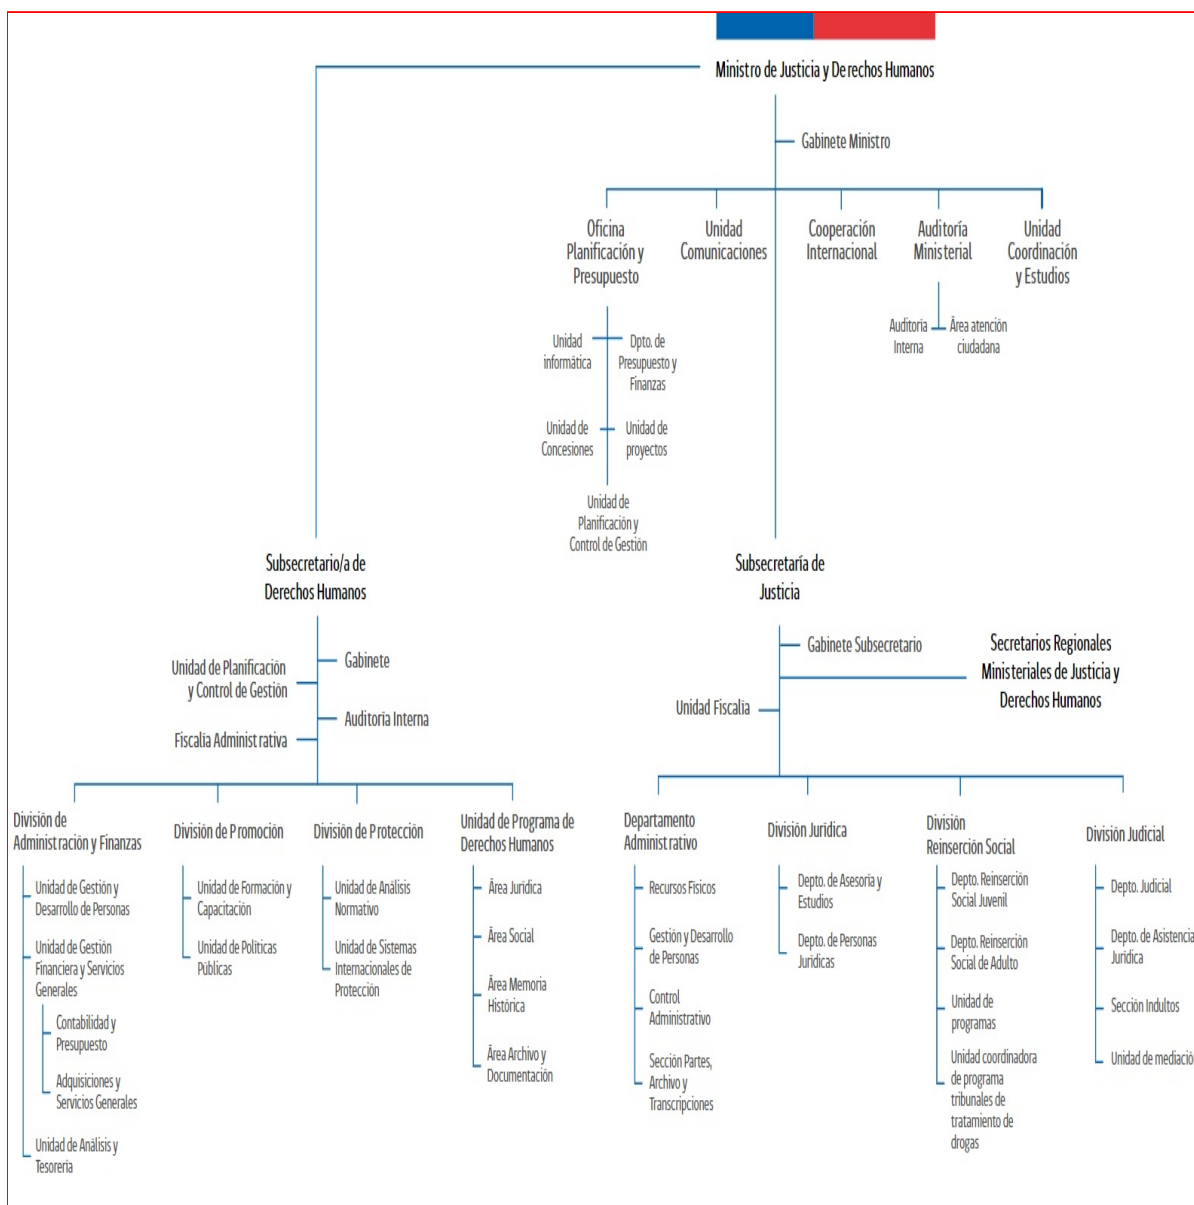 Ministro de Justicia y Derechos Humanos
Gabinete Ministro
Oficina
Planificación y
Presupuesto
Unidad
Comunicaciones
Cooperación
Internacional
Auditoría
Ministerial
Unidad
Coordinación
y Estudios
Unidad
informática
Dpto. de
Presupuesto y
Finanzas
Unidad de
Concesiones
Unidad de
proyectos
Unidad de
Planificación y
Control de Gestión
Auditoría
Interna
Área atención
ciudadana
Subsecretario/a de
Derechos Humanos
Gabinete
Unidad de Planificación
y Control de Gestión
Auditoría Interna
Fiscalía Administrativa
División de
Administración y Finanzas
Unidad de Gestión y
Desarrollo de Personas
Unidad de Gestión
Financiera y Servicios
Generales
Contabilidad y
Presupuesto
Adquisiciones y
Servicios Generales
Unidad de Análisis y
Tesorería
División de Promoción
Unidad de Formación y
Capacitación
Unidad de Políticas
Públicas
División de Protección
Unidad de Análisis
Normativo
Unidad de Sistemas
Internacionales de
Protección
Unidad de Programa de
Derechos Humanos
Área Jurídica
Área Social
Área Memoria
Histórica
Área Archivo y
Documentación
Subsecretaría de
Justicia
Gabinete Subsecretario
Secretarios Regionales
Ministeriales de Justicia y
Derechos Humanos
Unidad Fiscalía
Departamento
Administrativo
Recursos Físicos
Gestión y Desarrollo
de Personas
Control
Administrativo
Sección Partes,
Archivo y
Transcripciones
División Jurídica
Depto. de Asesoría y
Estudios
Depto. de Personas
Jurídicas
División
Reinserción Social
Depto. Reinserción
Social Juvenil
Depto. Reinserción
Social de Adulto
Unidad de
programas
Unidad coordinadora
de programa
tribunales de
tratamiento de
drogas
División Judicial
Depto. Judicial
Depto. de Asistencia
Jurídica
Sección Indultos
Unidad de mediació